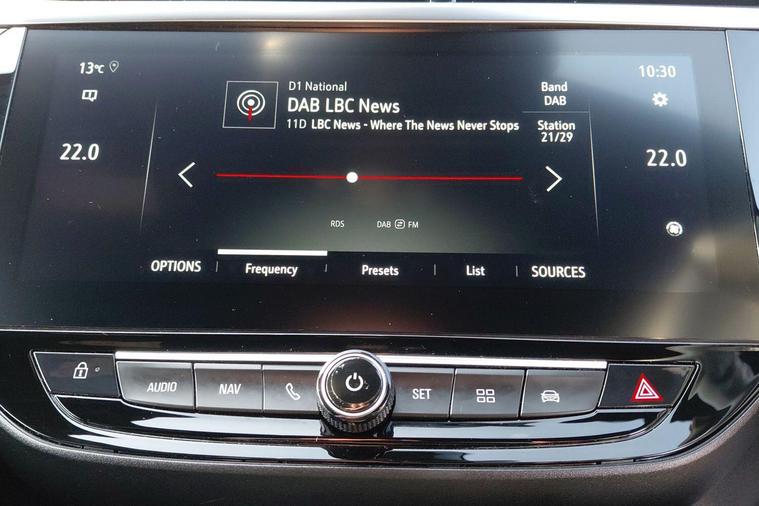 13°C
10:30
D1 National
DAB LBC News
11D LBC News - Where The News Never Stops
Band
DAB
Station
21/29
22.0
22.0
RDS
DAB FM
OPTIONS
Frequency
Presets
List
SOURCES
AUDIO
NAV
SET